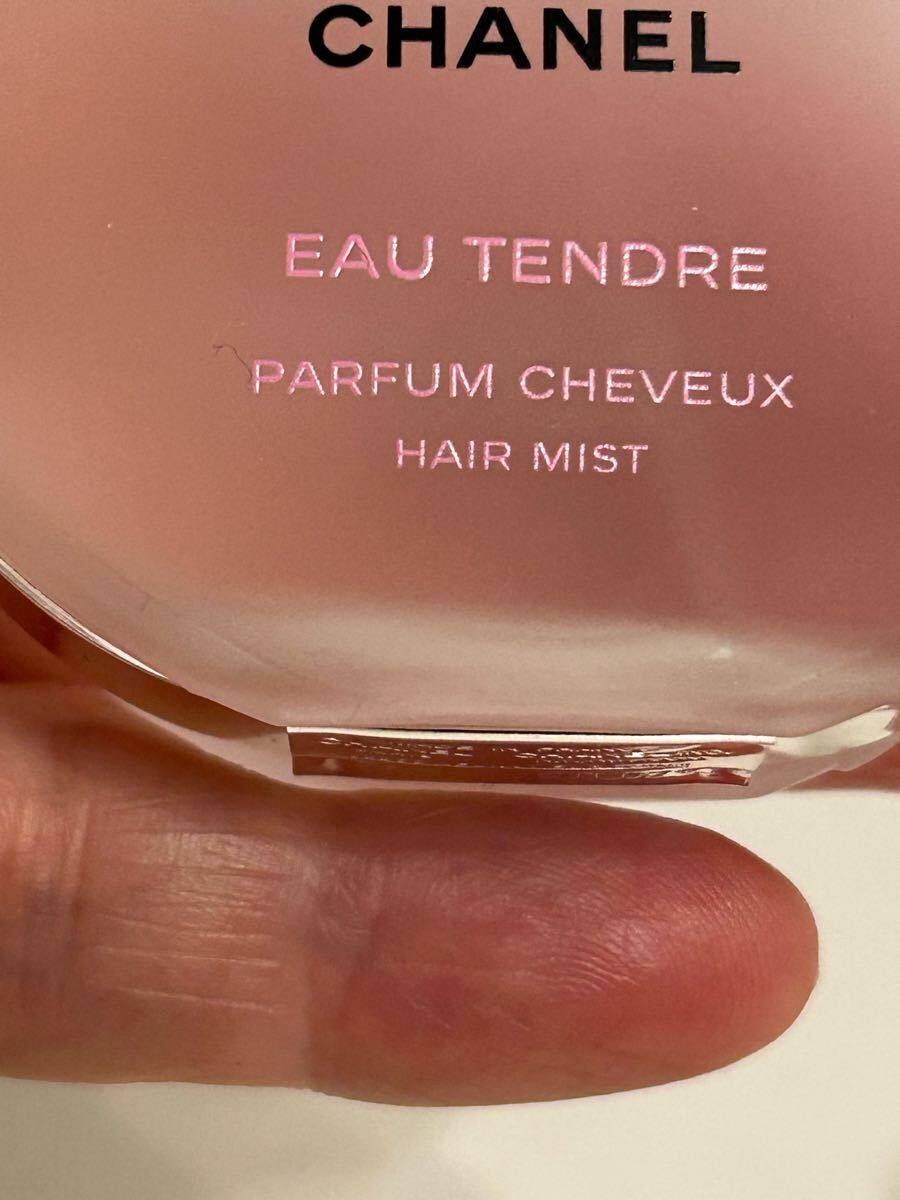 CHANEL
EAU TENDRE
PARFUM CHEVEUX
HAIR MIST